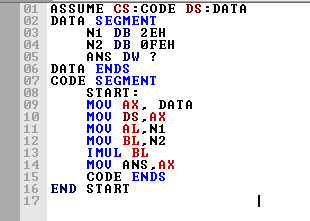 01 ASSUME CS:CODE DS:DATA
02 DATA SEGMENT
03 N1 DB 2EH
04 N2 DB 0FEH
05 ANS DW ?
06 DATA ENDS
07 CODE SEGMENT
08 START:
09 MOV AX, DATA
10 MOV DS,AX
11 MOV AL,N1
12 MOV BL,N2
13 IMUL BL
14 MOV ANS,AX
15 CODE ENDS
16 END START
17